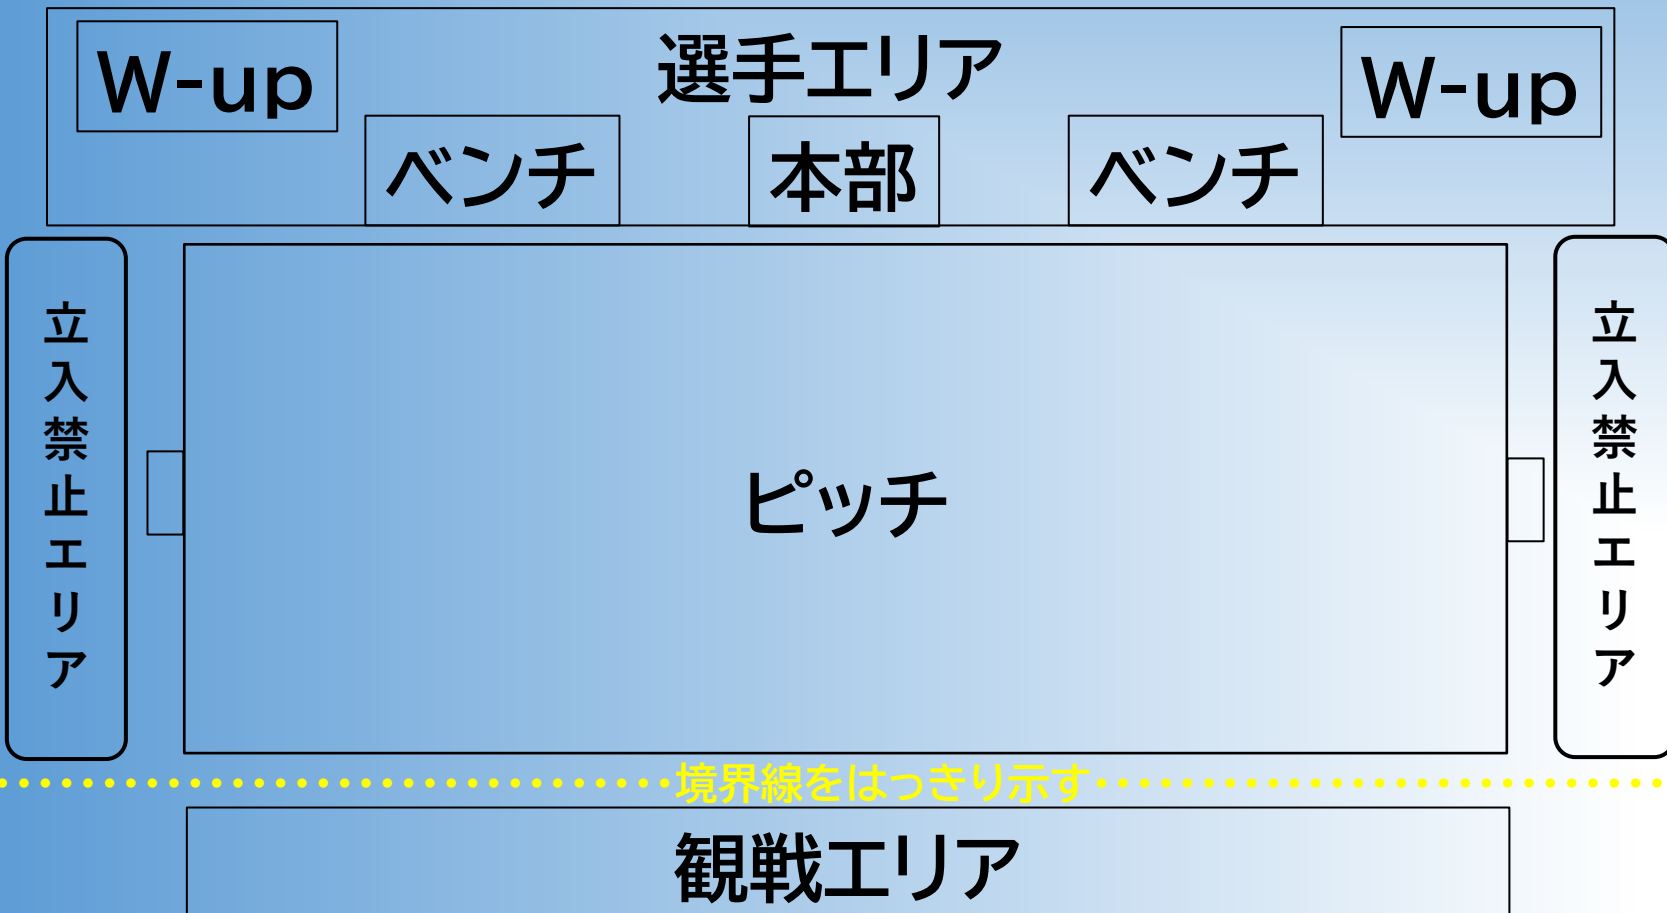 W-up
選手エリア
W-up
ベンチ
本部
ベンチ
立入禁止エリア
ピッチ
立入禁止エリア
境界線をはっきり示す
観戦エリア